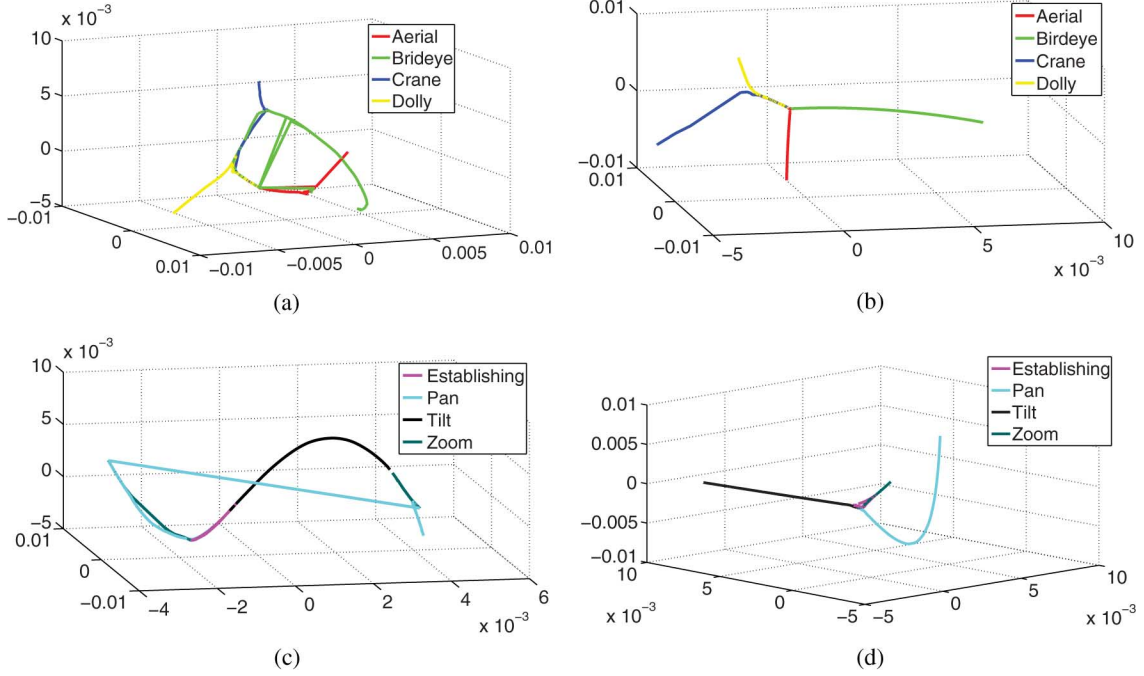 x 10⁻³
10
5
0
−5
−0.01
0
0.01
−0.01
−0.005
0
0.005
0.01
Aerial
Brideye
Crane
Dolly
(a)
0.01
0
−0.01
0.01
0
−0.01
−5
0
5
10
x 10⁻³
Aerial
Birdeye
Crane
Dolly
(b)
x 10⁻³
10
5
0
−5
0.01
0
−0.01
−4
−2
0
2
4
6
x 10⁻³
Establishing
Pan
Tilt
Zoom
(c)
0.01
0.005
0
−0.005
−0.01
10
5
0
−5
x 10⁻³
−5
0
5
10
x 10⁻³
Establishing
Pan
Tilt
Zoom
(d)